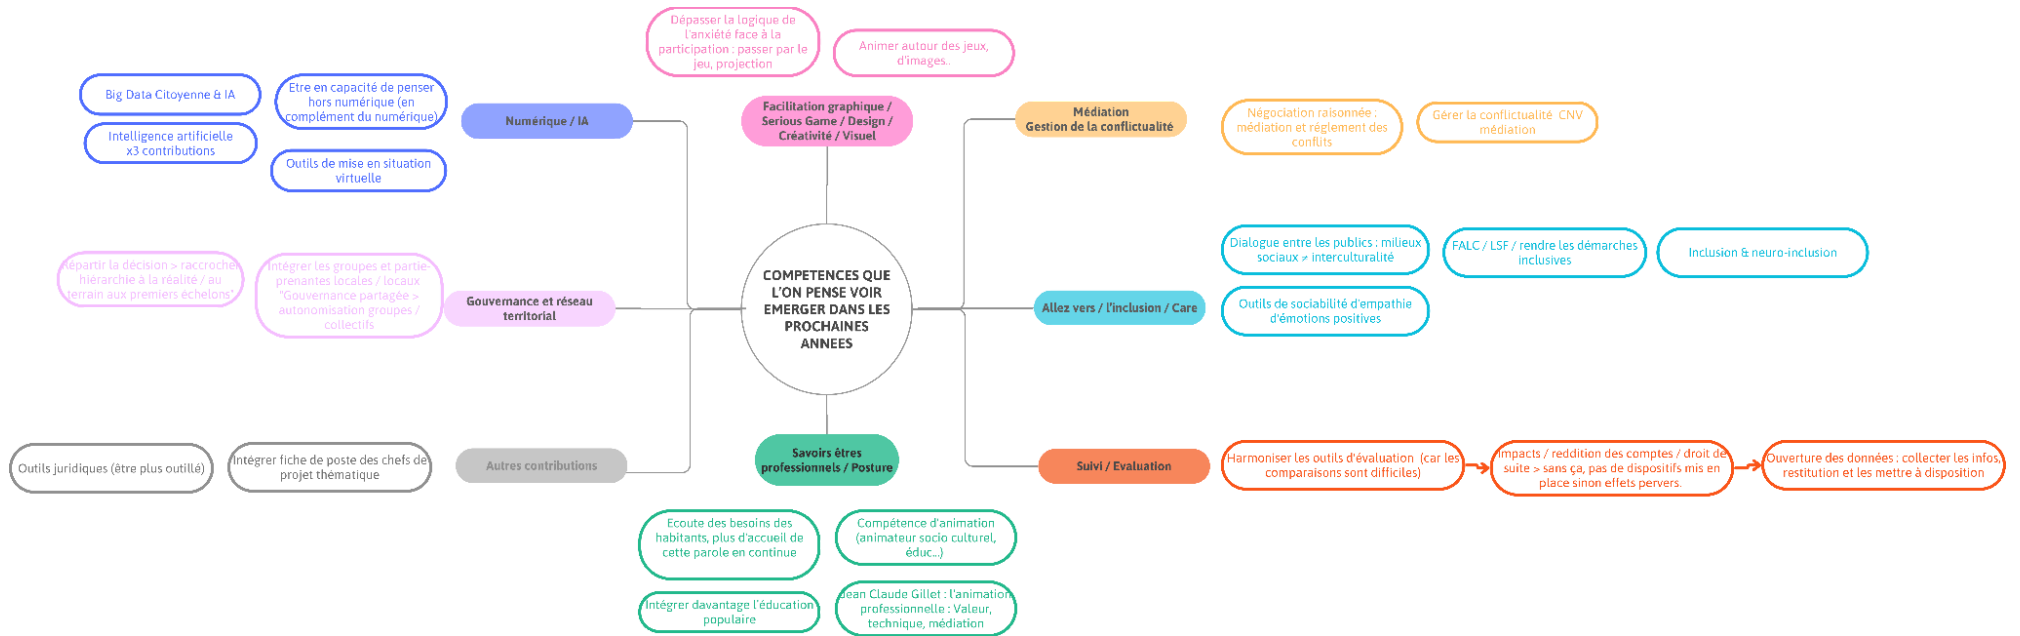 Dépasser la logique de
l'anxiété face à la
participation : passer par le
jeu, projection
Animer autour des jeux,
d'images..
Big Data Citoyenne & IA
Etre en capacité de penser
hors numérique (en
complément du numérique)
Intelligence artificielle
x3 contributions
Outils de mise en situation
virtuelle
Numérique / IA
Facilitation graphique /
Serious Game / Design /
Créativité / Visuel
Médiation
Gestion de la conflictualité
Négociation raisonnée :
médiation et règlement des
conflits
Gérer la conflictualité CNV
médiation
Répartir la décision > raccrocher
hiérarchie à la réalité / au
terrain aux premiers échelons"
Intégrer les groupes et partie-
prenantes locales / locaux
"Gouvernance partagée >
autonomisation groupes /
collectifs
Gouvernance et réseau
territorial
COMPETENCES QUE
L'ON PENSE VOIR
EMERGER DANS LES
PROCHAINES
ANNEES
Allez vers / l'inclusion / Care
Dialogue entre les publics : milieux
sociaux ≠ interculturalité
FALC / LSF / rendre les démarches
inclusives
Inclusion & neuro-inclusion
Outils de sociabilité d'empathie
d'émotions positives
Outils juridiques (être plus outillé)
Intégrer fiche de poste des chefs de
projet thématique
Autres contributions
Savoirs êtres
professionnels / Posture
Suivi / Evaluation
Harmoniser les outils d'évaluation (car les
comparaisons sont difficiles)
Impacts / reddition des comptes / droit de
suite > sans ça, pas de dispositifs mis en
place sinon effets pervers.
Ouverture des données : collecter les infos,
restitution et les mettre à disposition
Ecoute des besoins des
habitants, plus d'accueil de
cette parole en continue
Compétence d'animation
(animateur socio culturel,
éduc...)
Intégrer davantage l'éducation
populaire
Jean Claude Gillet : l'animation
professionnelle : Valeur,
technique, médiation